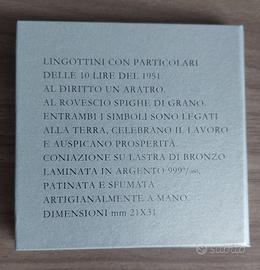 LINGOTTINI CON PARTICOLARI
DELLE 10 LIRE DEL 1951.
AL DIRITTO UN ARATRO.
AL ROVESCIO SPIGHE DI GRANO.
ENTRAMBI I SIMBOLI SONO LEGATI
ALLA TERRA, CELEBRANO IL LAVORO
E AUSPICANO PROSPERITÀ.
CONIAZIONE SU LASTRA DI BRONZO
LAMINATA IN ARGENTO 999°/₀₀,
PATINATA E SFUMATA
ARTIGIANALMENTE A MANO.
DIMENSIONI mm 21X31
subito